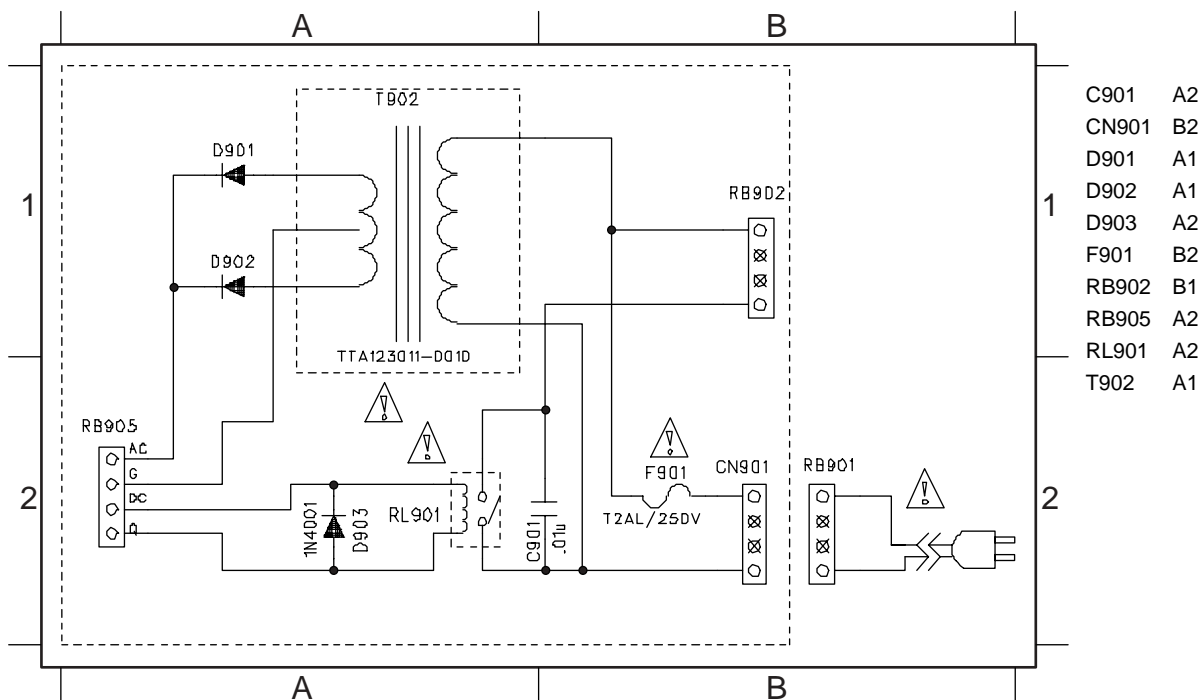 A B
T902
D901
RB902
1 1
D902
TTA123011-D01D
RB905
AC
G
DC
Q
F901
CN901 RB901
2 2
RL901
T2AL/250V
1N4001
D903
C901
.01u
A B
C901 A2
CN901 B2
D901 A1
D902 A1
D903 A2
F901 B2
RB902 B1
RB905 A2
RL901 A2
T902 A1